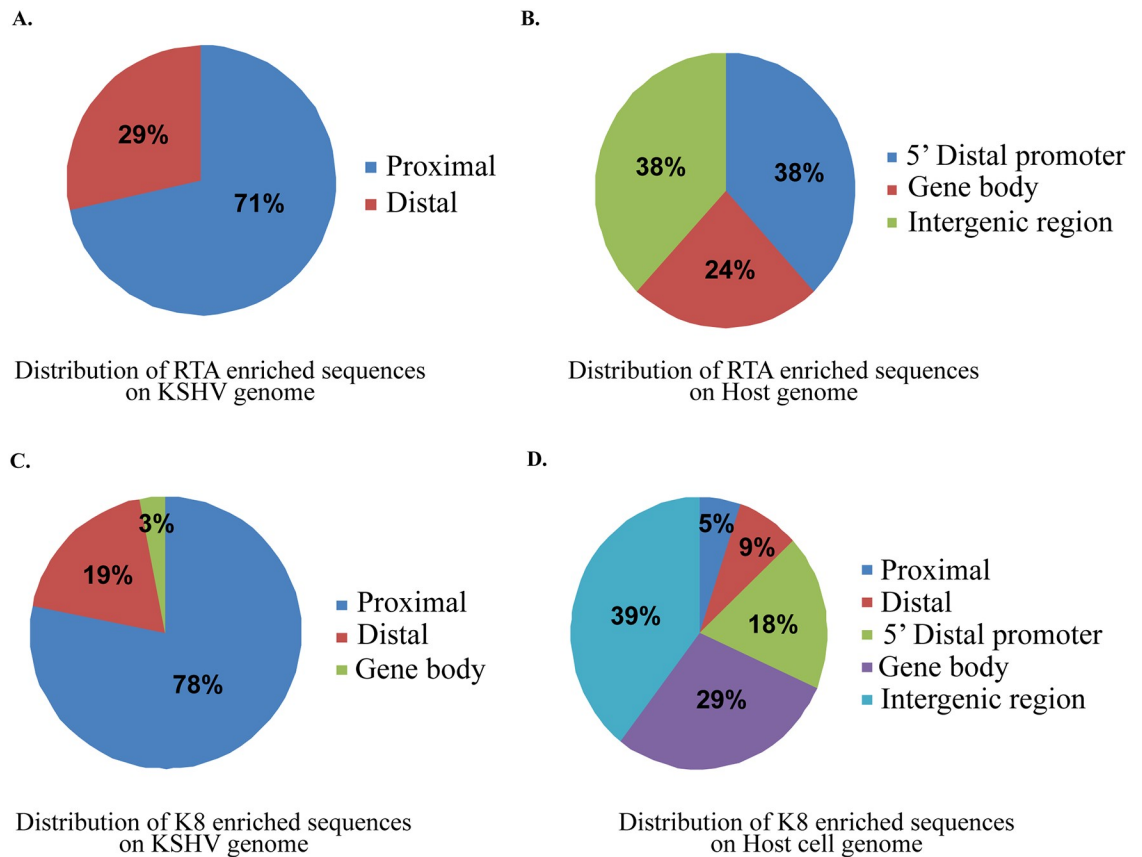 A.
29%
71%
Proximal
Distal
Distribution of RTA enriched sequences
on KSHV genome
B.
38%
38%
24%
5’ Distal promoter
Gene body
Intergenic region
Distribution of RTA enriched sequences
on Host genome
C.
3%
19%
78%
Proximal
Distal
Gene body
Distribution of K8 enriched sequences
on KSHV genome
D.
5%
9%
39%
18%
29%
Proximal
Distal
5’ Distal promoter
Gene body
Intergenic region
Distribution of K8 enriched sequences
on Host cell genome